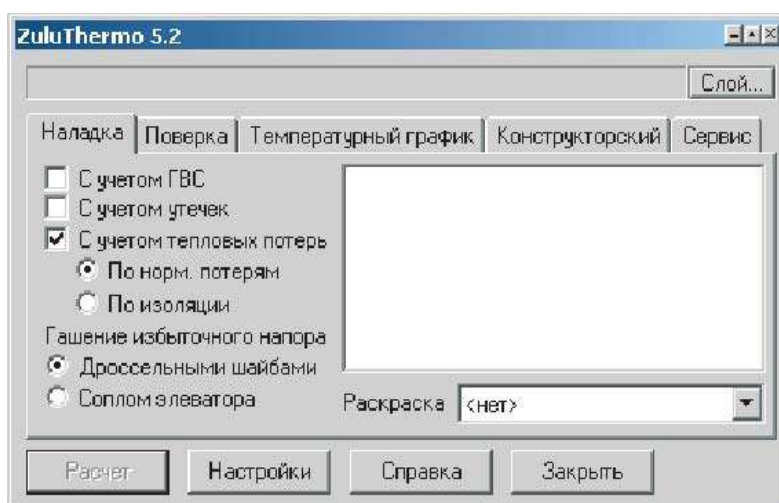 ZuluThermo 5.2
Слой...
Наладка Поверка Температурный график Конструкторский Сервис
С учетом ГВС
С учетом утечек
С учетом тепловых потерь
По норм. потерям
По изоляции
Гашение избыточного напора
Дроссельными шайбами
Соплом элеватора
Раскраска <нет>
Расчет Настройки Справка Закрыть